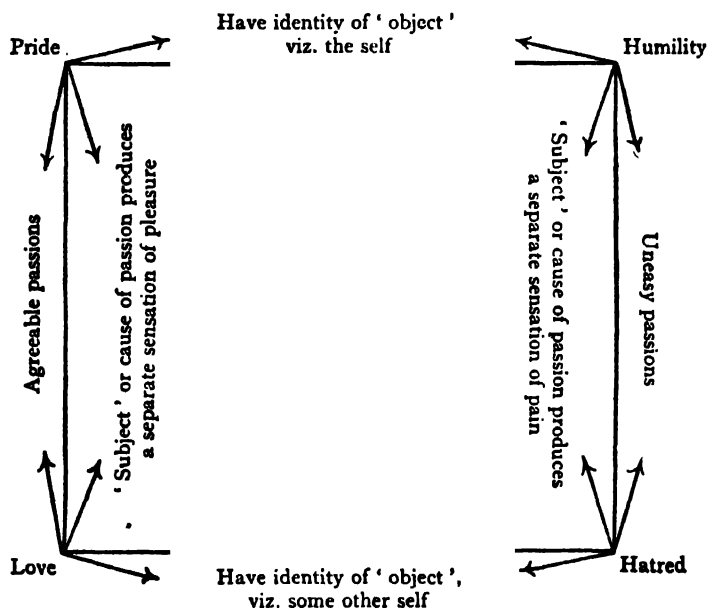 Have identity of ‘ object ’
viz. the self
Pride
Humility
Agreeable passions
‘ Subject ’ or cause of passion produces
a separate sensation of pleasure
‘ Subject ’ or cause of passion produces
a separate sensation of pain
Uneasy passions
Love
Hatred
Have identity of ‘ object ’,
viz. some other self